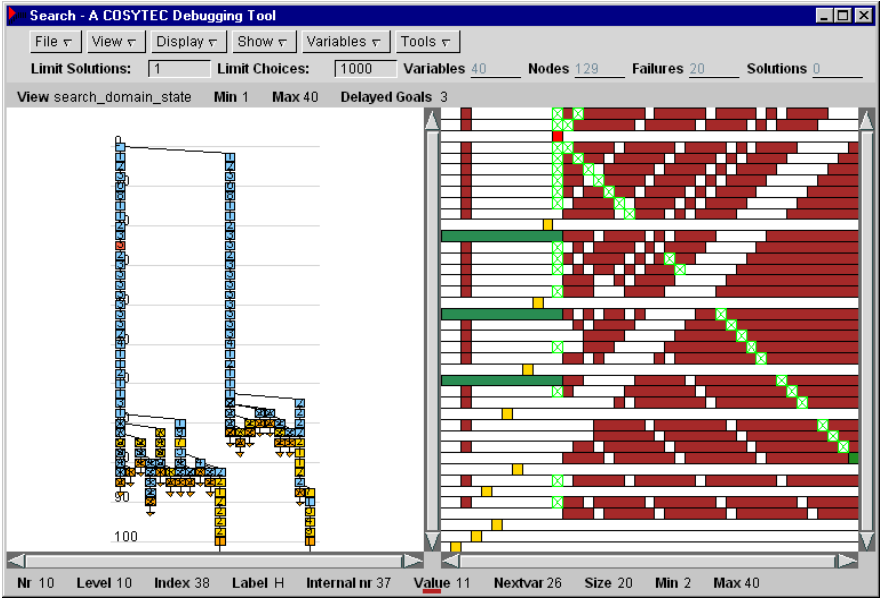 Search - A COSYTEC Debugging Tool
File View Display Show Variables Tools
Limit Solutions: 1 Limit Choices: 1000 Variables 40 Nodes 129 Failures 20 Solutions 0
View search_domain_state Min 1 Max 40 Delayed Goals 3
90
100
Nr 10 Level 10 Index 38 Label H Internal nr 37 Value 11 Nextvar 26 Size 20 Min 2 Max 40